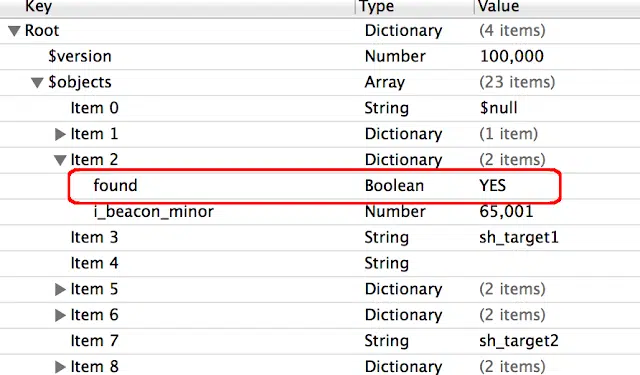 Key Type Value
Root Dictionary (4 items)
$version Number 100,000
$objects Array (23 items)
Item 0 String $null
Item 1 Dictionary (1 item)
Item 2 Dictionary (2 items)
found Boolean YES
i_beacon_minor Number 65,001
Item 3 String sh_target1
Item 4 String
Item 5 Dictionary (2 items)
Item 6 Dictionary (2 items)
Item 7 String sh_target2
Item 8 Dictionary (2 items)